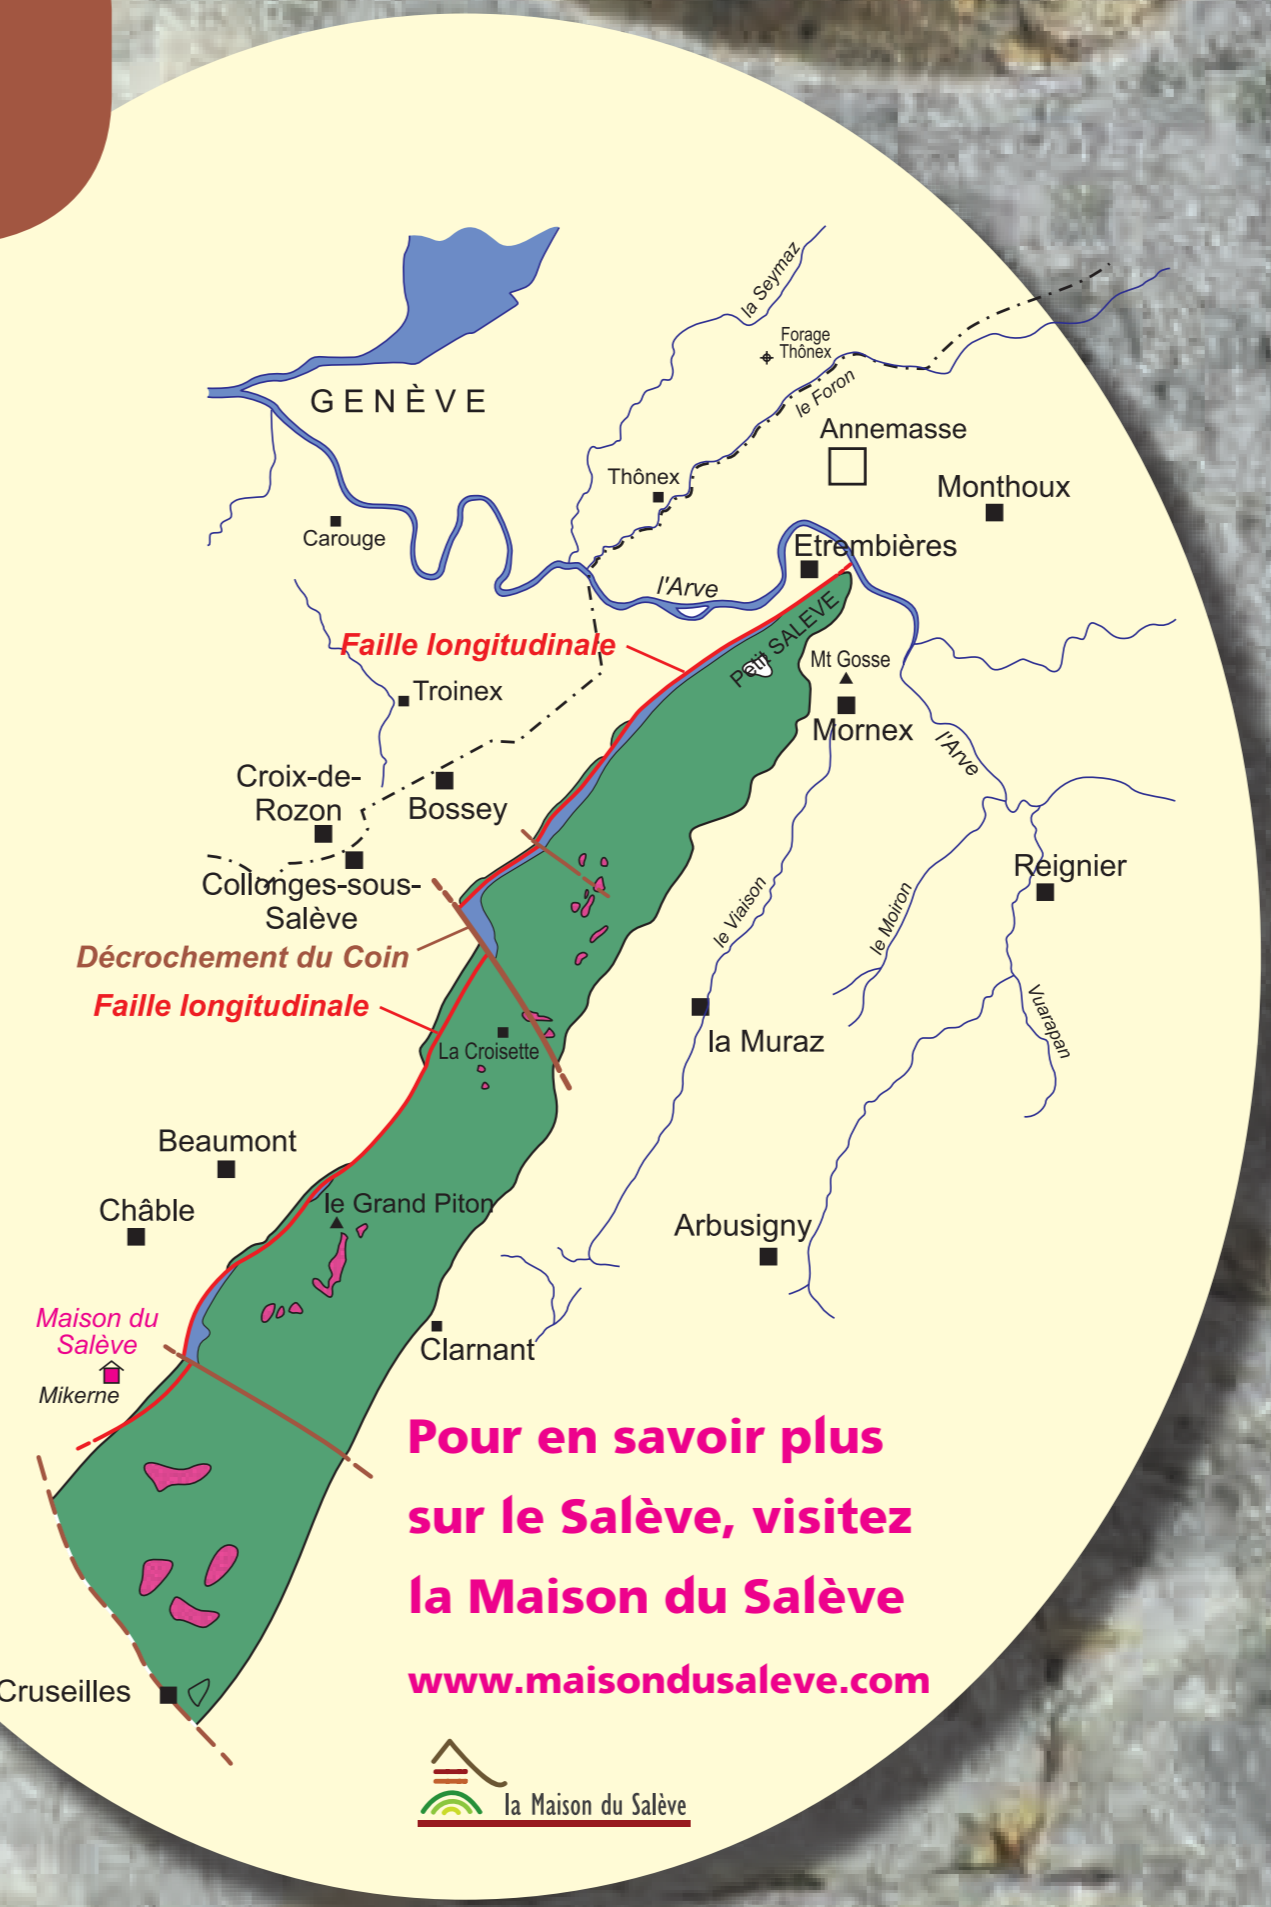 la Seymaz
Forage
Thônex
le Foron
GENÈVE
Annemasse
Thônex
Monthoux
Carouge
Etrembières
l'Arve
Petit SALEVE
Faille longitudinale
Mt Gosse
Troinex
Mornex
l'Arve
Croix-de-
Rozon
Bossey
Reignier
Collonges-sous-
Salève
le Viaison
le Moiron
Décrochement du Coin
Faille longitudinale
Vuarapan
La Croisette
la Muraz
Beaumont
le Grand Piton
Châble
Arbusigny
Maison du
Salève
Mikerne
Clarnant
Pour en savoir plus
sur le Salève, visitez
la Maison du Salève
www.maisondusaleve.com
Cruseilles
la Maison du Salève